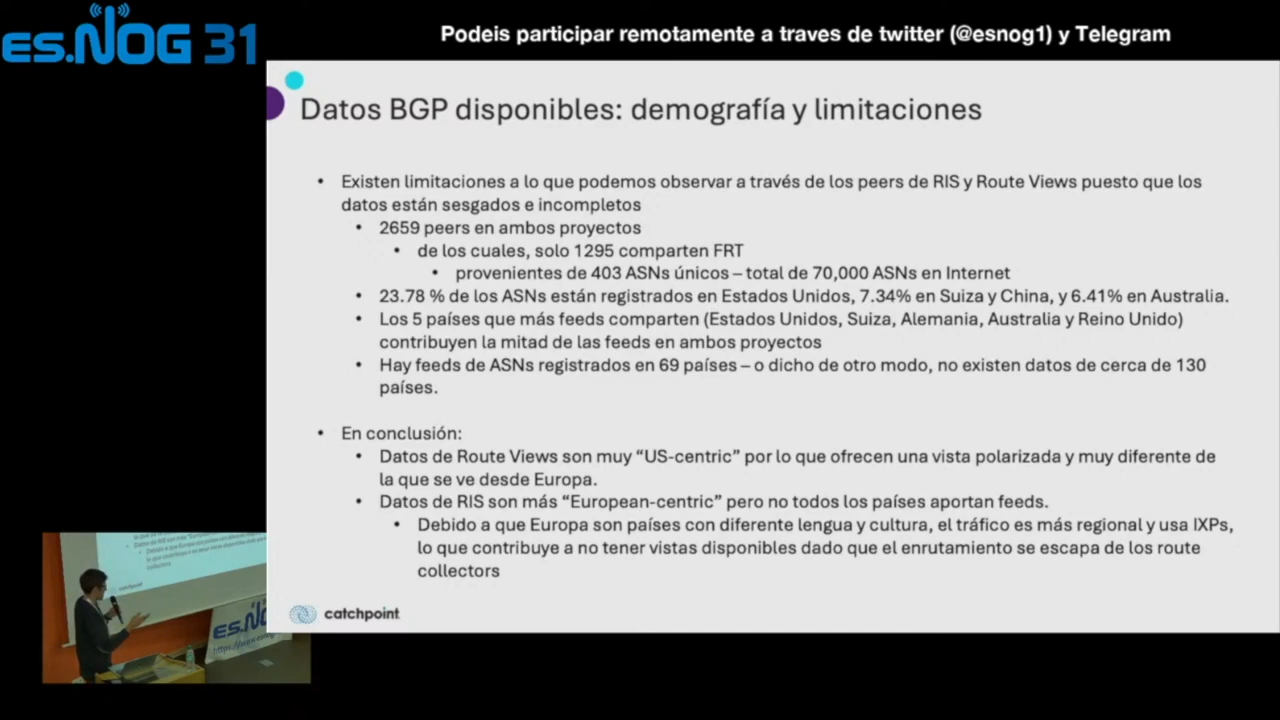 es.NOG 31
Podeis participar remotamente a traves de twitter (@esnog1) y Telegram
Datos BGP disponibles: demografía y limitaciones
• Existen limitaciones a lo que podemos observar a través de los peers de RIS y Route Views puesto que los
datos están sesgados e incompletos
• 2659 peers en ambos proyectos
• de los cuales, solo 1295 comparten FRT
• provenientes de 403 ASNs únicos – total de 70,000 ASNs en Internet
• 23.78 % de los ASNs están registrados en Estados Unidos, 7.34% en Suiza y China, y 6.41% en Australia.
• Los 5 países que más feeds comparten (Estados Unidos, Suiza, Alemania, Australia y Reino Unido)
contribuyen la mitad de las feeds en ambos proyectos
• Hay feeds de ASNs registrados en 69 países – o dicho de otro modo, no existen datos de cerca de 130
países.
• En conclusión:
• Datos de Route Views son muy “US-centric” por lo que ofrecen una vista polarizada y muy diferente de
la que se ve desde Europa.
• Datos de RIS son más “European-centric” pero no todos los países aportan feeds.
• Debido a que Europa son países con diferente lengua y cultura, el tráfico es más regional y usa IXPs,
lo que contribuye a no tener vistas disponibles dado que el enrutamiento se escapa de los route
collectors
catchpoint
catchpoint
ES.NO
https://www.esnog